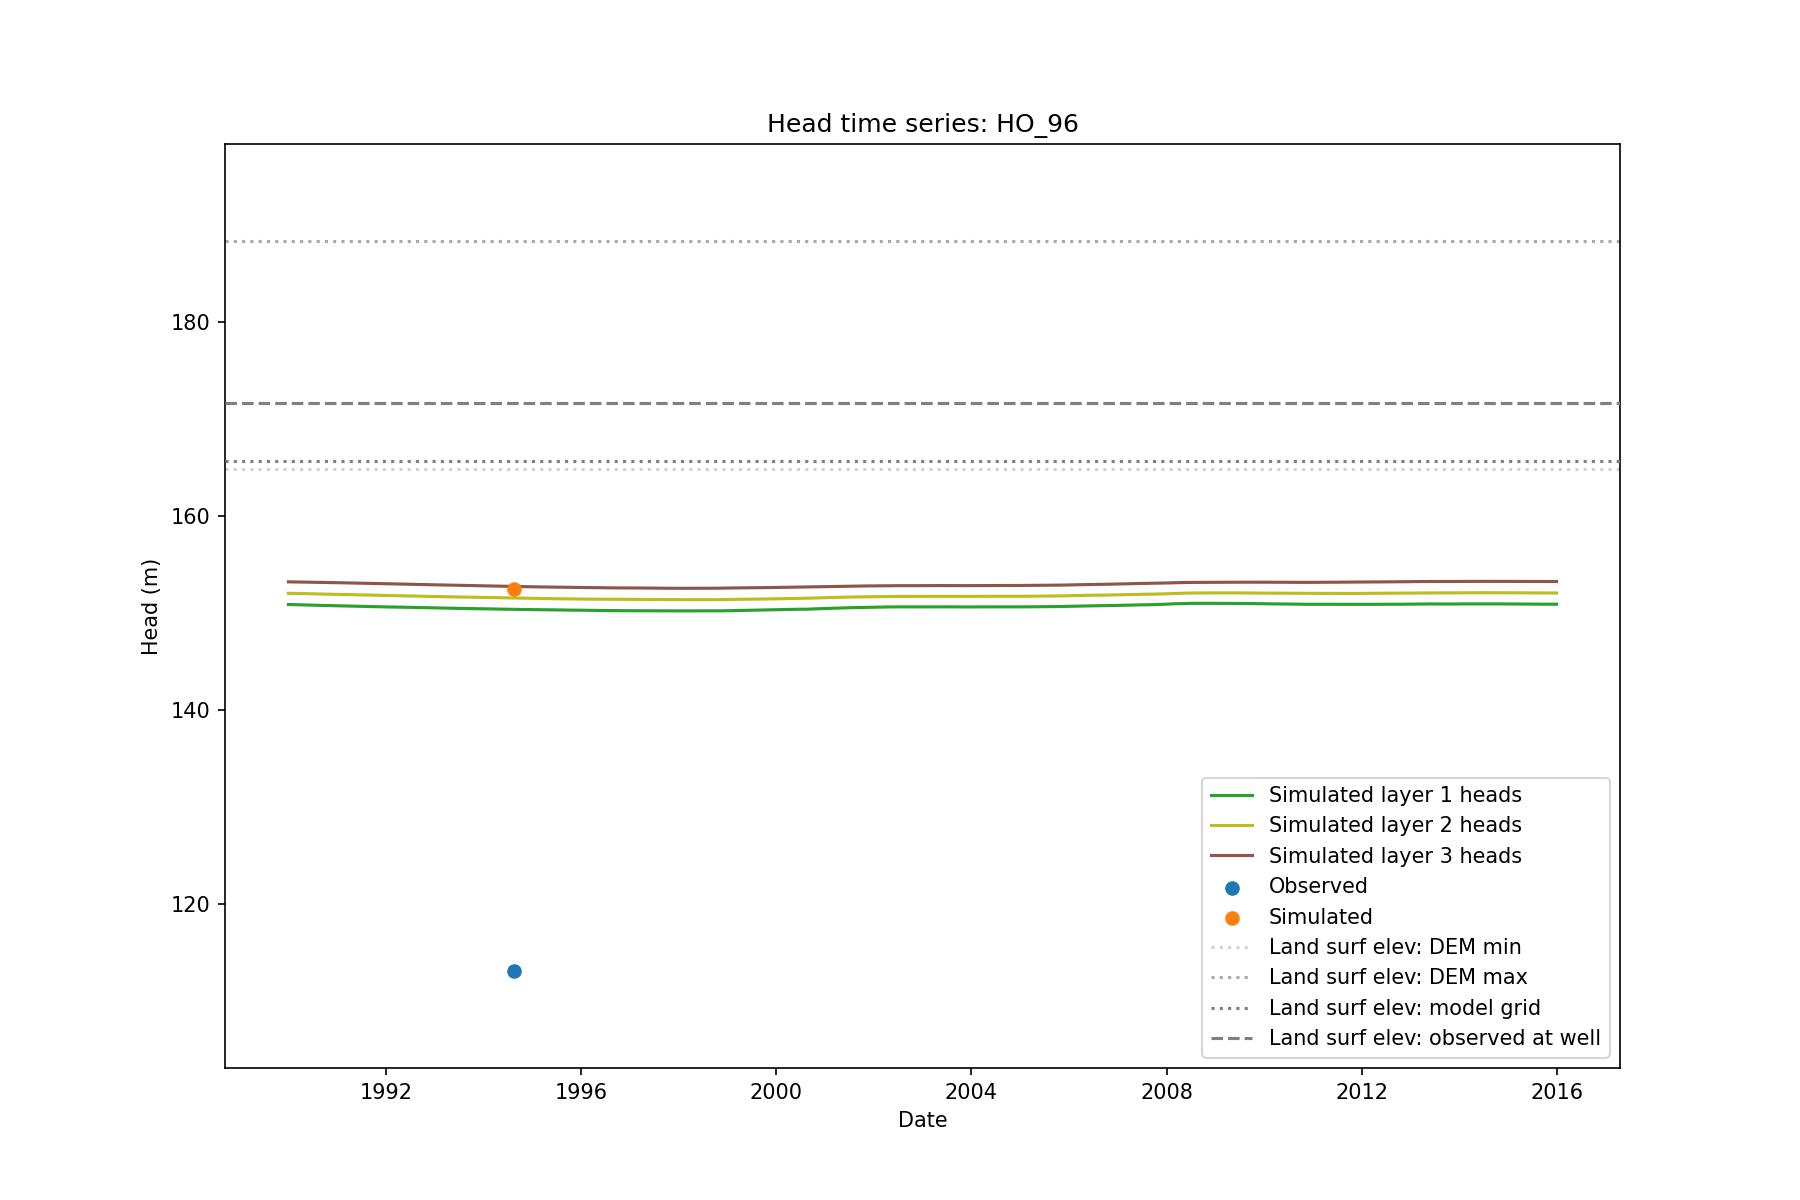 Head time series: HO_96
180
160
140
120
Head (m)
1992
1996
2000
2004
2008
2012
2016
Date
Simulated layer 1 heads
Simulated layer 2 heads
Simulated layer 3 heads
Observed
Simulated
Land surf elev: DEM min
Land surf elev: DEM max
Land surf elev: model grid
Land surf elev: observed at well